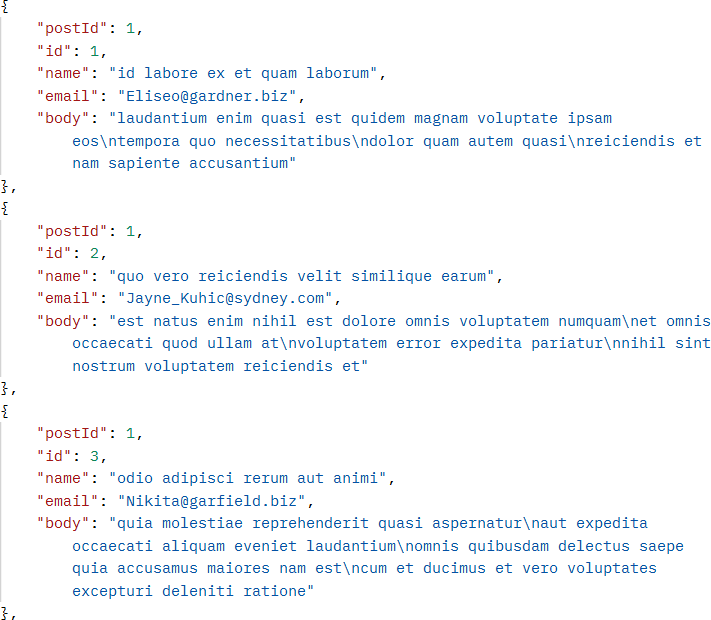 {
"postId": 1,
"id": 1,
"name": "id labore ex et quam laborum",
"email": "Eliseo@gardner.biz",
"body": "laudantium enim quasi est quidem magnam voluptate ipsam
eos\ntempora quo necessitatibus\ndolor quam autem quasi\nreiciendis et
nam sapiente accusantium"
},
{
"postId": 1,
"id": 2,
"name": "quo vero reiciendis velit similique earum",
"email": "Jayne_Kuhic@sydney.com",
"body": "est natus enim nihil est dolore omnis voluptatem numquam\net omnis
occaecati quod ullam at\nvoluptatem error expedita pariatur\nnihil sint
nostrum voluptatem reiciendis et"
},
{
"postId": 1,
"id": 3,
"name": "odio adipisci rerum aut animi",
"email": "Nikita@garfield.biz",
"body": "quia molestiae reprehenderit quasi aspernatur\naut expedita
occaecati aliquam eveniet laudantium\nomnis quibusdam delectus saepe
quia accusamus maiores nam est\ncum et ducimus et vero voluptates
excepturi deleniti ratione"
},